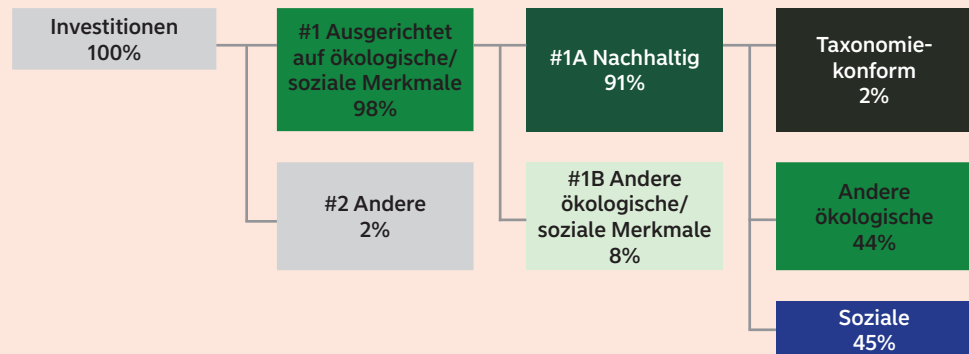 Investitionen
100%
#1 Ausgerichtet
auf ökologische/
soziale Merkmale
98%
#1A Nachhaltig
91%
Taxonomie-
konform
2%
#2 Andere
2%
#1B Andere
ökologische/
soziale Merkmale
8%
Andere
ökologische
44%
Soziale
45%